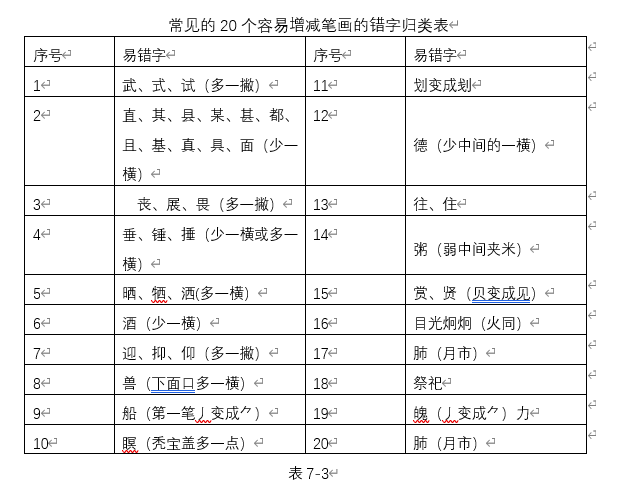 常见的 20 个容易增减笔画的错字归类表
序号 易错字 序号 易错字
1 武、式、试（多一撇） 11 划变成刬
2 直、其、县、某、甚、都、 12 德（少中间的一横）
且、基、真、具、面（少一
横）
3 丧、展、畏（多一撇） 13 往、住
4 垂、锤、捶（少一横或多一 14 粥（弱中间夹米）
横）
5 晒、牺、洒(多一横） 15 赏、贤（贝变成见）
6 酒（少一横） 16 目光炯炯（火同）
7 迎、抑、仰（多一撇） 17 肺（月市）
8 兽（下面口多一横） 18 祭祀
9 船（第一笔丿变成⺈） 19 魄（丿变成⺈）力
10 瞑（秃宝盖多一点） 20 肺（月市）
表 7-3